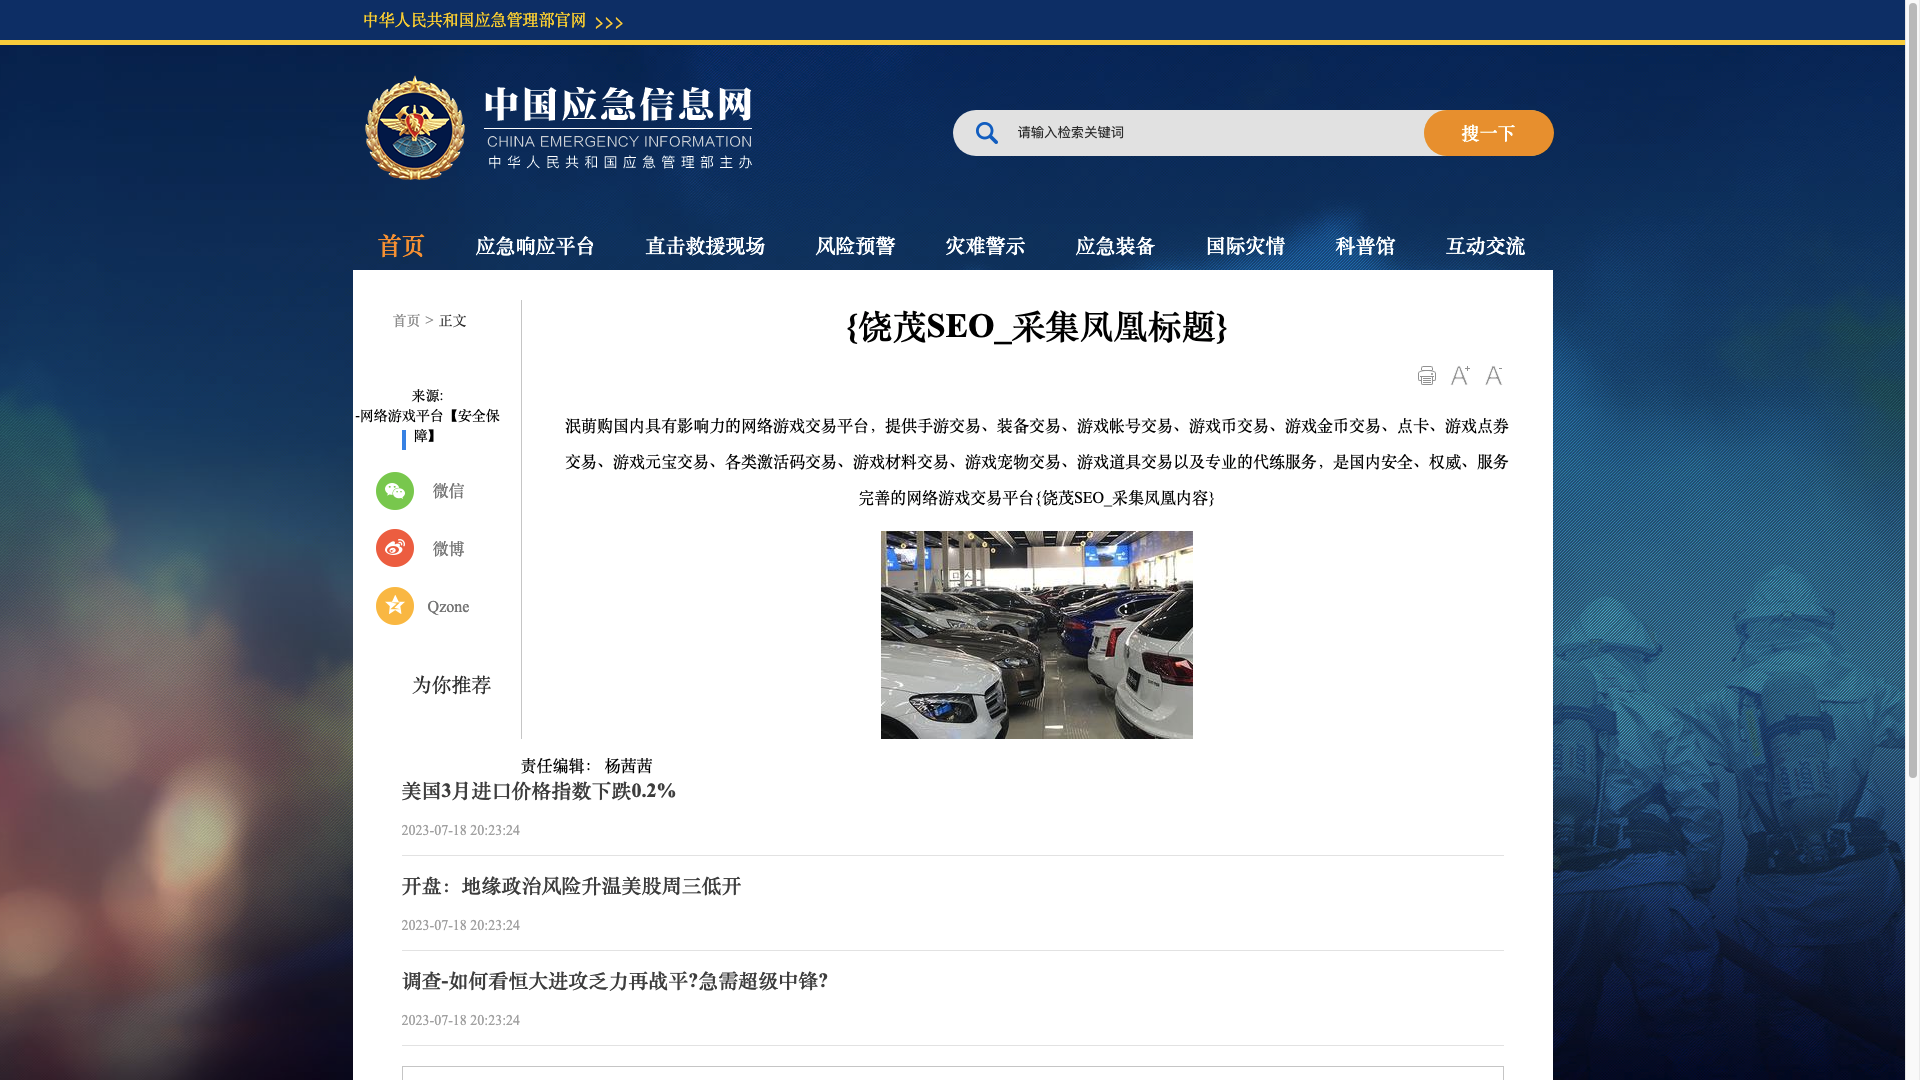 中华人民共和国应急管理部官网 >>>
中国应急信息网
CHINA EMERGENCY INFORMATION
中华人民共和国应急管理部主办
请输入检索关键词
搜一下
首页 应急响应平台 直击救援现场 风险预警 灾难警示 应急装备 国际灾情 科普馆 互动交流
首页 > 正文
{饶茂SEO_采集凤凰标题}
A+ A-
来源:
-网络游戏平台【安全保
障】
微信
微博
Qzone
为你推荐
泯萌购国内具有影响力的网络游戏交易平台，提供手游交易、装备交易、游戏帐号交易、游戏币交易、游戏金币交易、点卡、游戏点券
交易、游戏元宝交易、各类激活码交易、游戏材料交易、游戏宠物交易、游戏道具交易以及专业的代练服务，是国内安全、权威、服务
完善的网络游戏交易平台{饶茂SEO_采集凤凰内容}
责任编辑： 杨茜茜
美国3月进口价格指数下跌0.2%
2023-07-18 20:23:24
开盘：地缘政治风险升温美股周三低开
2023-07-18 20:23:24
调查-如何看恒大进攻乏力再战平?急需超级中锋?
2023-07-18 20:23:24